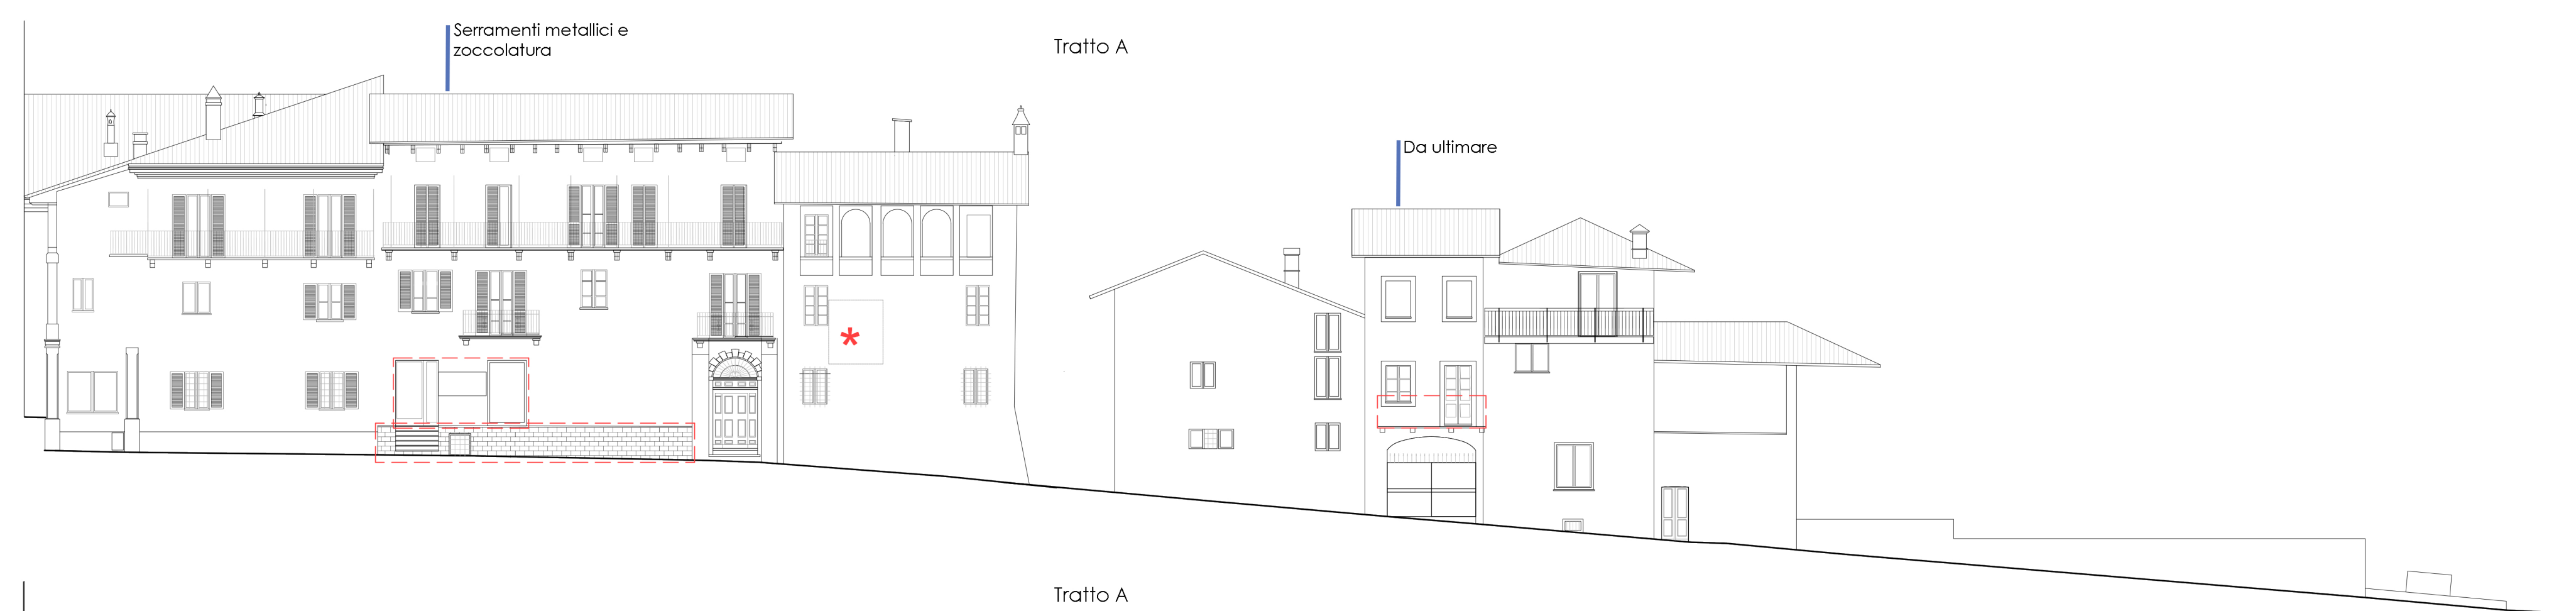 Serramenti metallici e
zoccolatura
Tratto A
Da ultimare
*
Tratto A